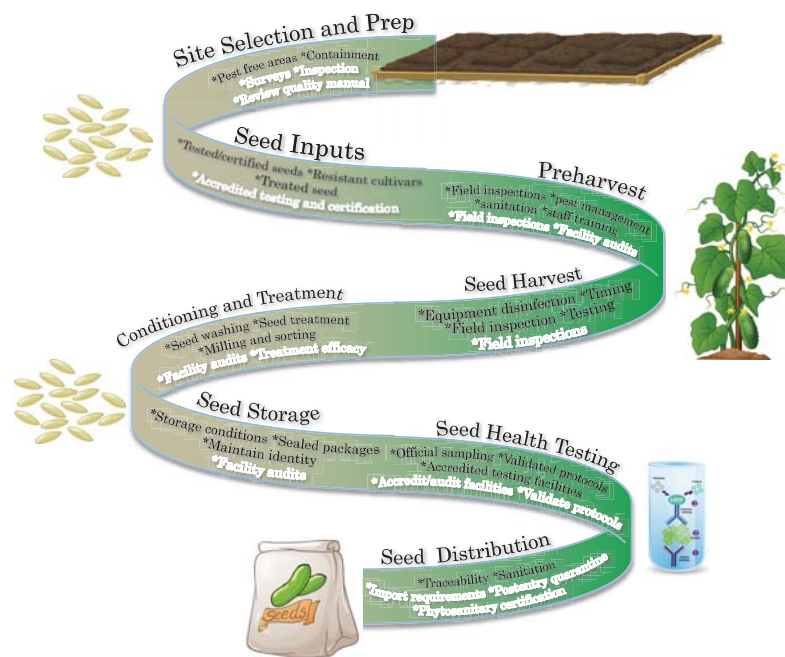 Site Selection and Prep
*Pest free areas *Containment
*Surveys *Inspection
*Review quality manual
Seed Inputs
*Tested/certified seeds *Resistant cultivars
*Treated seed
*Accredited testing and certification
Preharvest
*Field inspections *pest management
*sanitation *staff training
*Field inspections *Facility audits
Seed Harvest
*Equipment disinfection *Timing
*Field inspection *Testing
*Field inspections
Conditioning and Treatment
*Seed washing *Seed treatment
*Milling and sorting
*Facility audits *Treatment efficacy
Seed Storage
*Storage conditions *Sealed packages
*Maintain identity
*Facility audits
Seed Health Testing
*Official sampling *Validated protocols
*Accredited testing facilities
*Accredit/audit facilities *Validate protocols
Seed Distribution
*Traceability *Sanitation
*Import requirements *Postentry quarantine
*Phytosanitary certification
Seeds